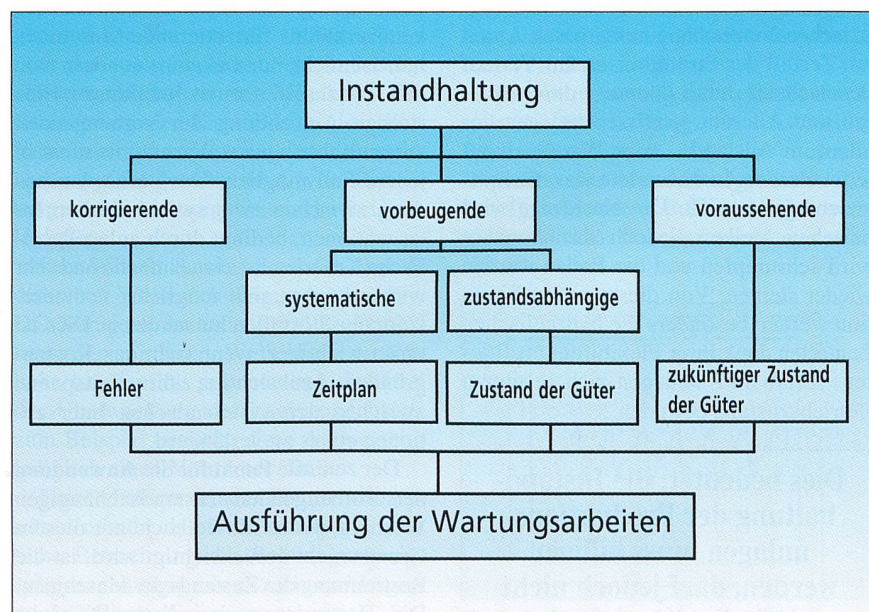 Instandhaltung
korrigierende
vorbeugende
voraussehende
systematische
zustandsabhängige
Fehler
Zeitplan
Zustand der Güter
zukünftiger Zustand
der Güter
Ausführung der Wartungsarbeiten